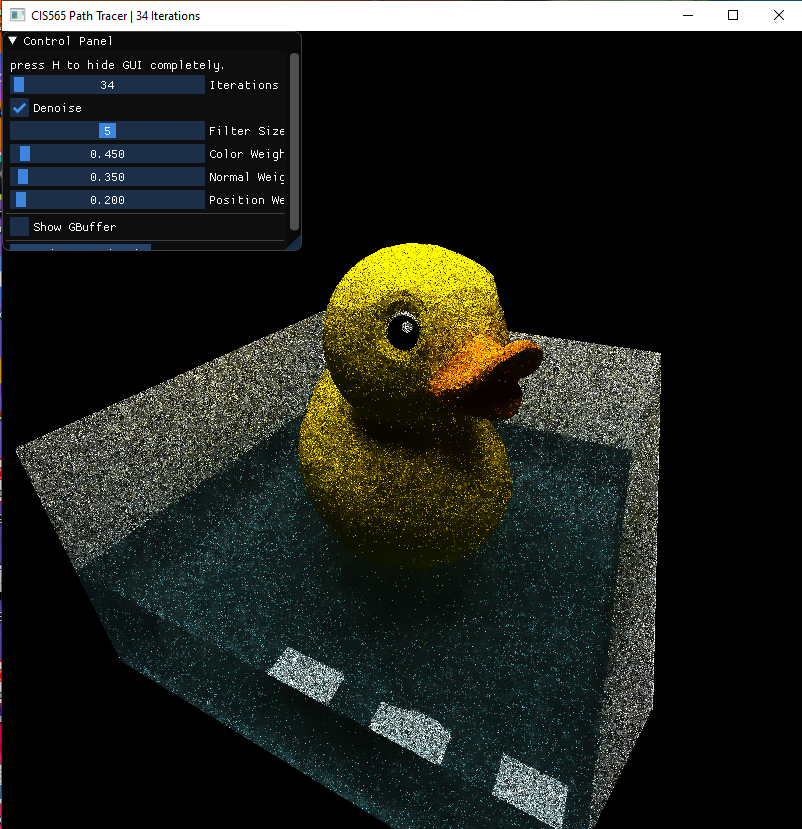 CIS565 Path Tracer | 34 Iterations
Control Panel
press H to hide GUI completely.
34 Iterations
Denoise
5 Filter Size
0.450 Color Weigh
0.350 Normal Weig
0.200 Position We
Show GBuffer